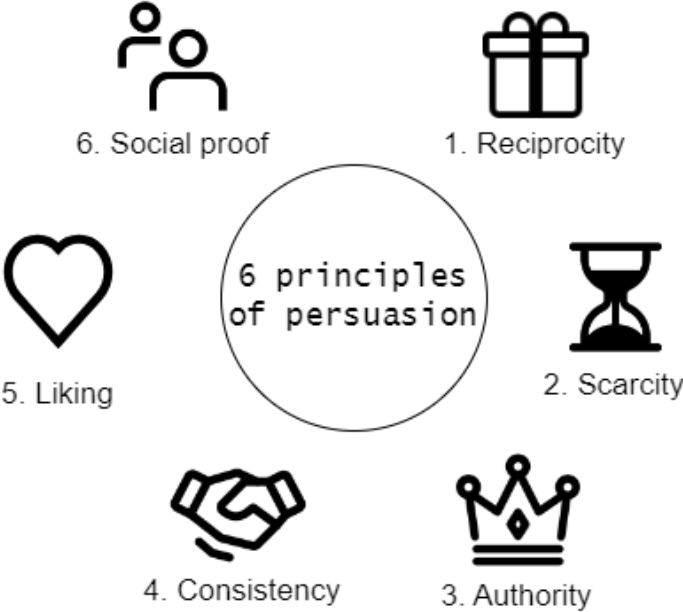 6. Social proof
1. Reciprocity
6 principles
of persuasion
5. Liking
2. Scarcity
4. Consistency
3. Authority